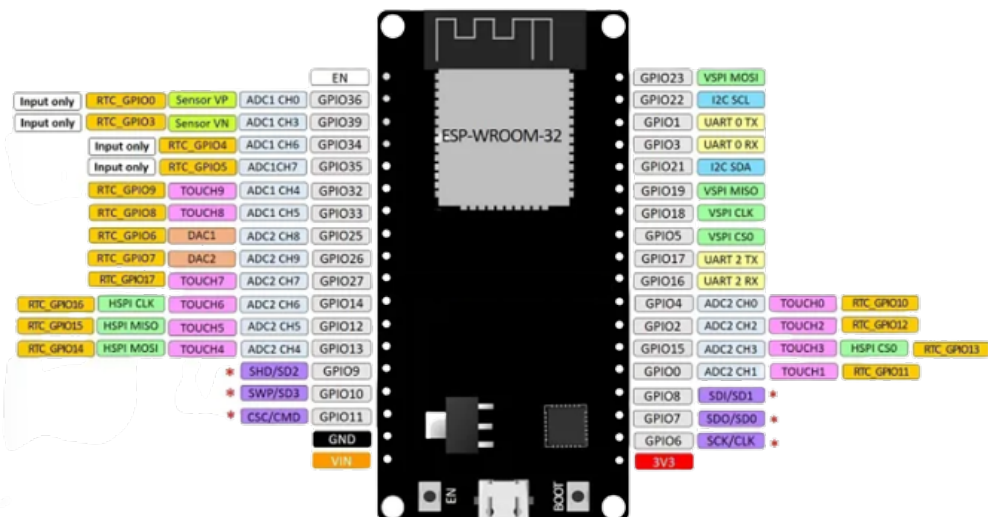 EN
Input only RTC_GPIO0 Sensor VP ADC1 CH0 GPIO36
Input only RTC_GPIO3 Sensor VN ADC1 CH3 GPIO39
Input only RTC_GPIO4 ADC1 CH6 GPIO34
Input only RTC_GPIO5 ADC1CH7 GPIO35
RTC_GPIO9 TOUCH9 ADC1 CH4 GPIO32
RTC_GPIO8 TOUCH8 ADC1 CH5 GPIO33
RTC_GPIO6 DAC1 ADC2 CH8 GPIO25
RTC_GPIO7 DAC2 ADC2 CH9 GPIO26
RTC_GPIO17 TOUCH7 ADC2 CH7 GPIO27
RTC_GPIO16 HSPI CLK TOUCH6 ADC2 CH6 GPIO14
RTC_GPIO15 HSPI MISO TOUCH5 ADC2 CH5 GPIO12
RTC_GPIO14 HSPI MOSI TOUCH4 ADC2 CH4 GPIO13
* SHD/SD2 GPIO9
* SWP/SD3 GPIO10
* CSC/CMD GPIO11
GND
VIN
ESP-WROOM-32
EN
BOOT
GPIO23 VSPI MOSI
GPIO22 I2C SCL
GPIO1 UART 0 TX
GPIO3 UART 0 RX
GPIO21 I2C SDA
GPIO19 VSPI MISO
GPIO18 VSPI CLK
GPIO5 VSPI CS0
GPIO17 UART 2 TX
GPIO16 UART 2 RX
GPIO4 ADC2 CH0 TOUCH0 RTC_GPIO10
GPIO2 ADC2 CH2 TOUCH2 RTC_GPIO12
GPIO15 ADC2 CH3 TOUCH3 HSPI CS0 RTC_GPIO13
GPIO0 ADC2 CH1 TOUCH1 RTC_GPIO11
GPIO8 SDI/SD1 *
GPIO7 SDO/SD0 *
GPIO6 SCK/CLK *
3V3